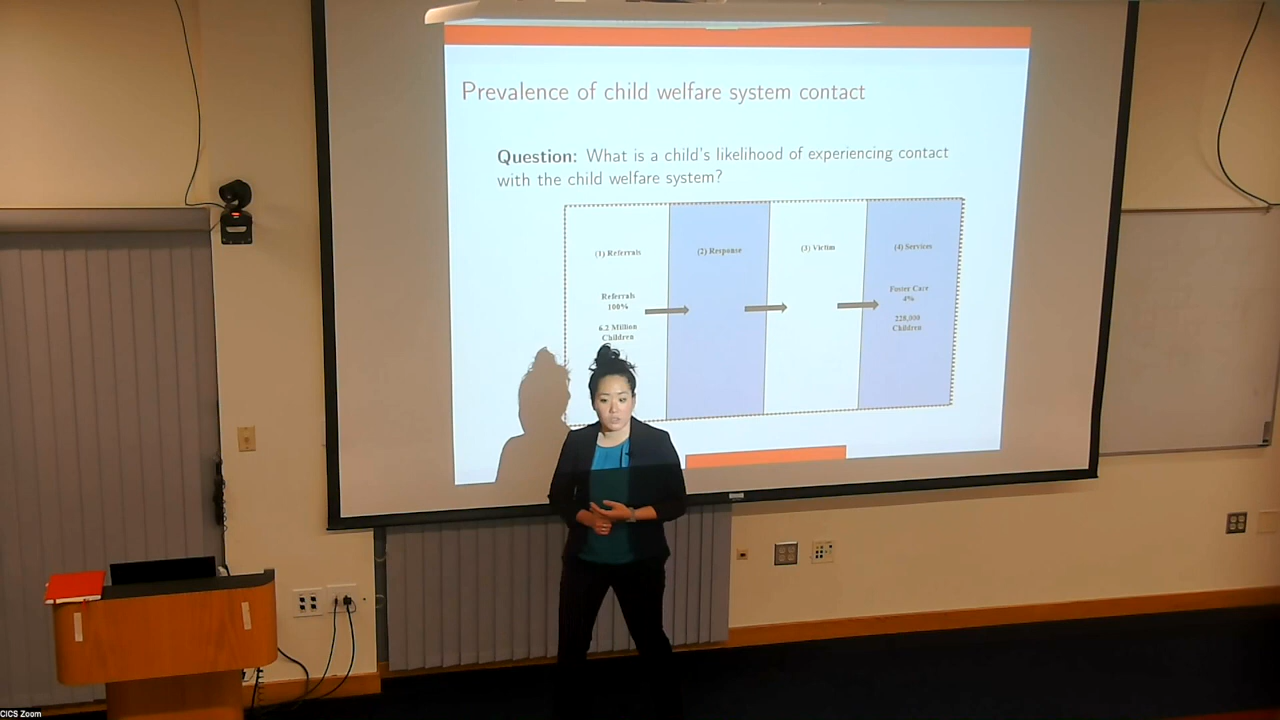 Prevalence of child welfare system contact
Question: What is a child's likelihood of experiencing contact
with the child welfare system?
(1) Referrals
(2) Response
(3) Victim
(4) Services
Referrals
100%
6.2 Million
Children
Foster Care
4%
228,000
Children
CICS Zoom